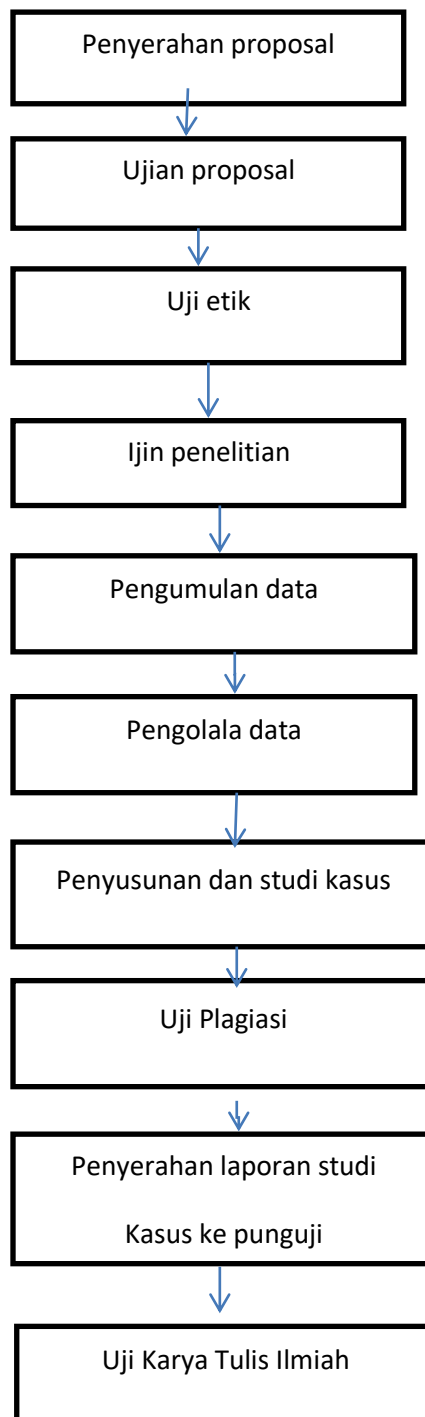 Penyerahan proposal
Ujian proposal
Uji etik
Ijin penelitian
Pengumulan data
Pengolala data
Penyusunan dan studi kasus
Uji Plagiasi
Penyerahan laporan studi
Kasus ke punguji
Uji Karya Tulis Ilmiah